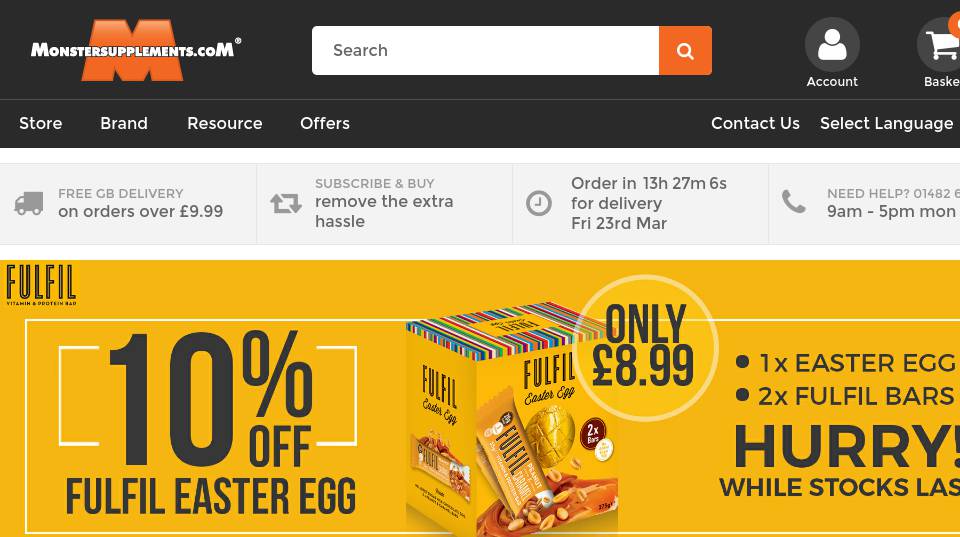 MONSTERSUPPLEMENTS.COM®
Search
Account
Baske
Store
Brand
Resource
Offers
Contact Us
Select Language
FREE GB DELIVERY
on orders over £9.99
SUBSCRIBE & BUY
remove the extra
hassle
Order in 13h 27m 6s
for delivery
Fri 23rd Mar
NEED HELP? 01482 6
9am - 5pm mon
FULFIL
VITAMIN & PROTEIN BAR
10%
OFF
FULFIL EASTER EGG
FULFIL
Easter Egg
FULFIL
Easter Egg
2x
Bars
FULFIL
ONLY
£8.99
1 x EASTER EGG
2x FULFIL BARS
HURRY!
WHILE STOCKS LAS